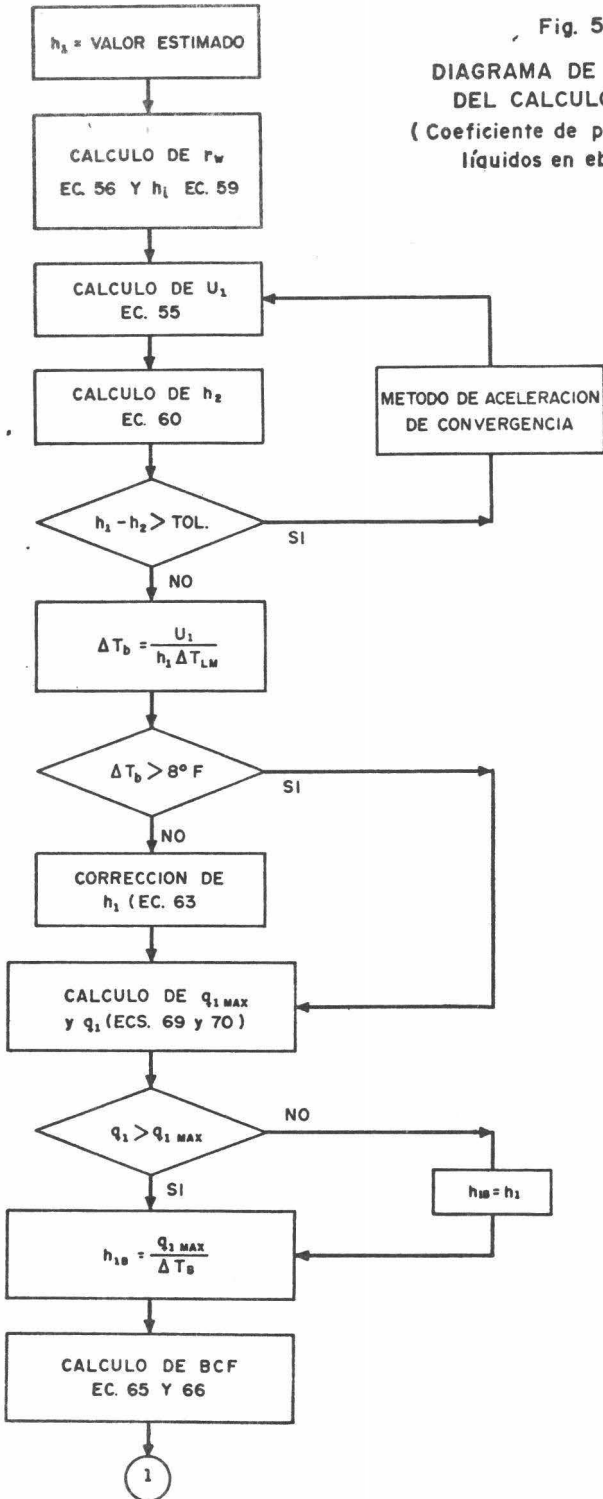 Fig. 5
DIAGRAMA DE
DEL CALCULO
(Coeficiente de p
líquidos en eb
h₁ = VALOR ESTIMADO
CALCULO DE r_w
EC. 56 Y h_i EC. 59
CALCULO DE U₁
EC. 55
CALCULO DE h₂
EC. 60
METODO DE ACELERACION
DE CONVERGENCIA
h₁ - h₂ > TOL.
SI
NO
ΔT_b = U₁ / h₁ ΔT_LM
ΔT_b > 8° F
SI
NO
CORRECCION DE
h₁ (EC. 63
CALCULO DE q₁ MAX
y q₁ (ECS. 69 y 70)
q₁ > q₁ MAX
NO
SI
h₁B = h₁
h₁B = q₁ MAX / ΔT_B
CALCULO DE BCF
EC. 65 Y 66
1